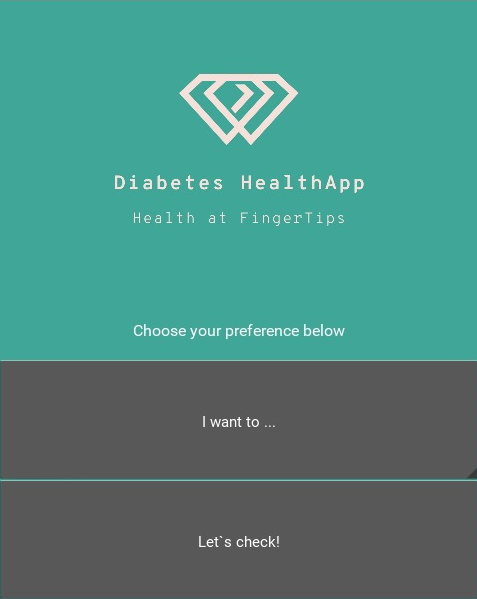 Diabetes HealthApp
Health at FingerTips
Choose your preference below
I want to ...
Let`s check!